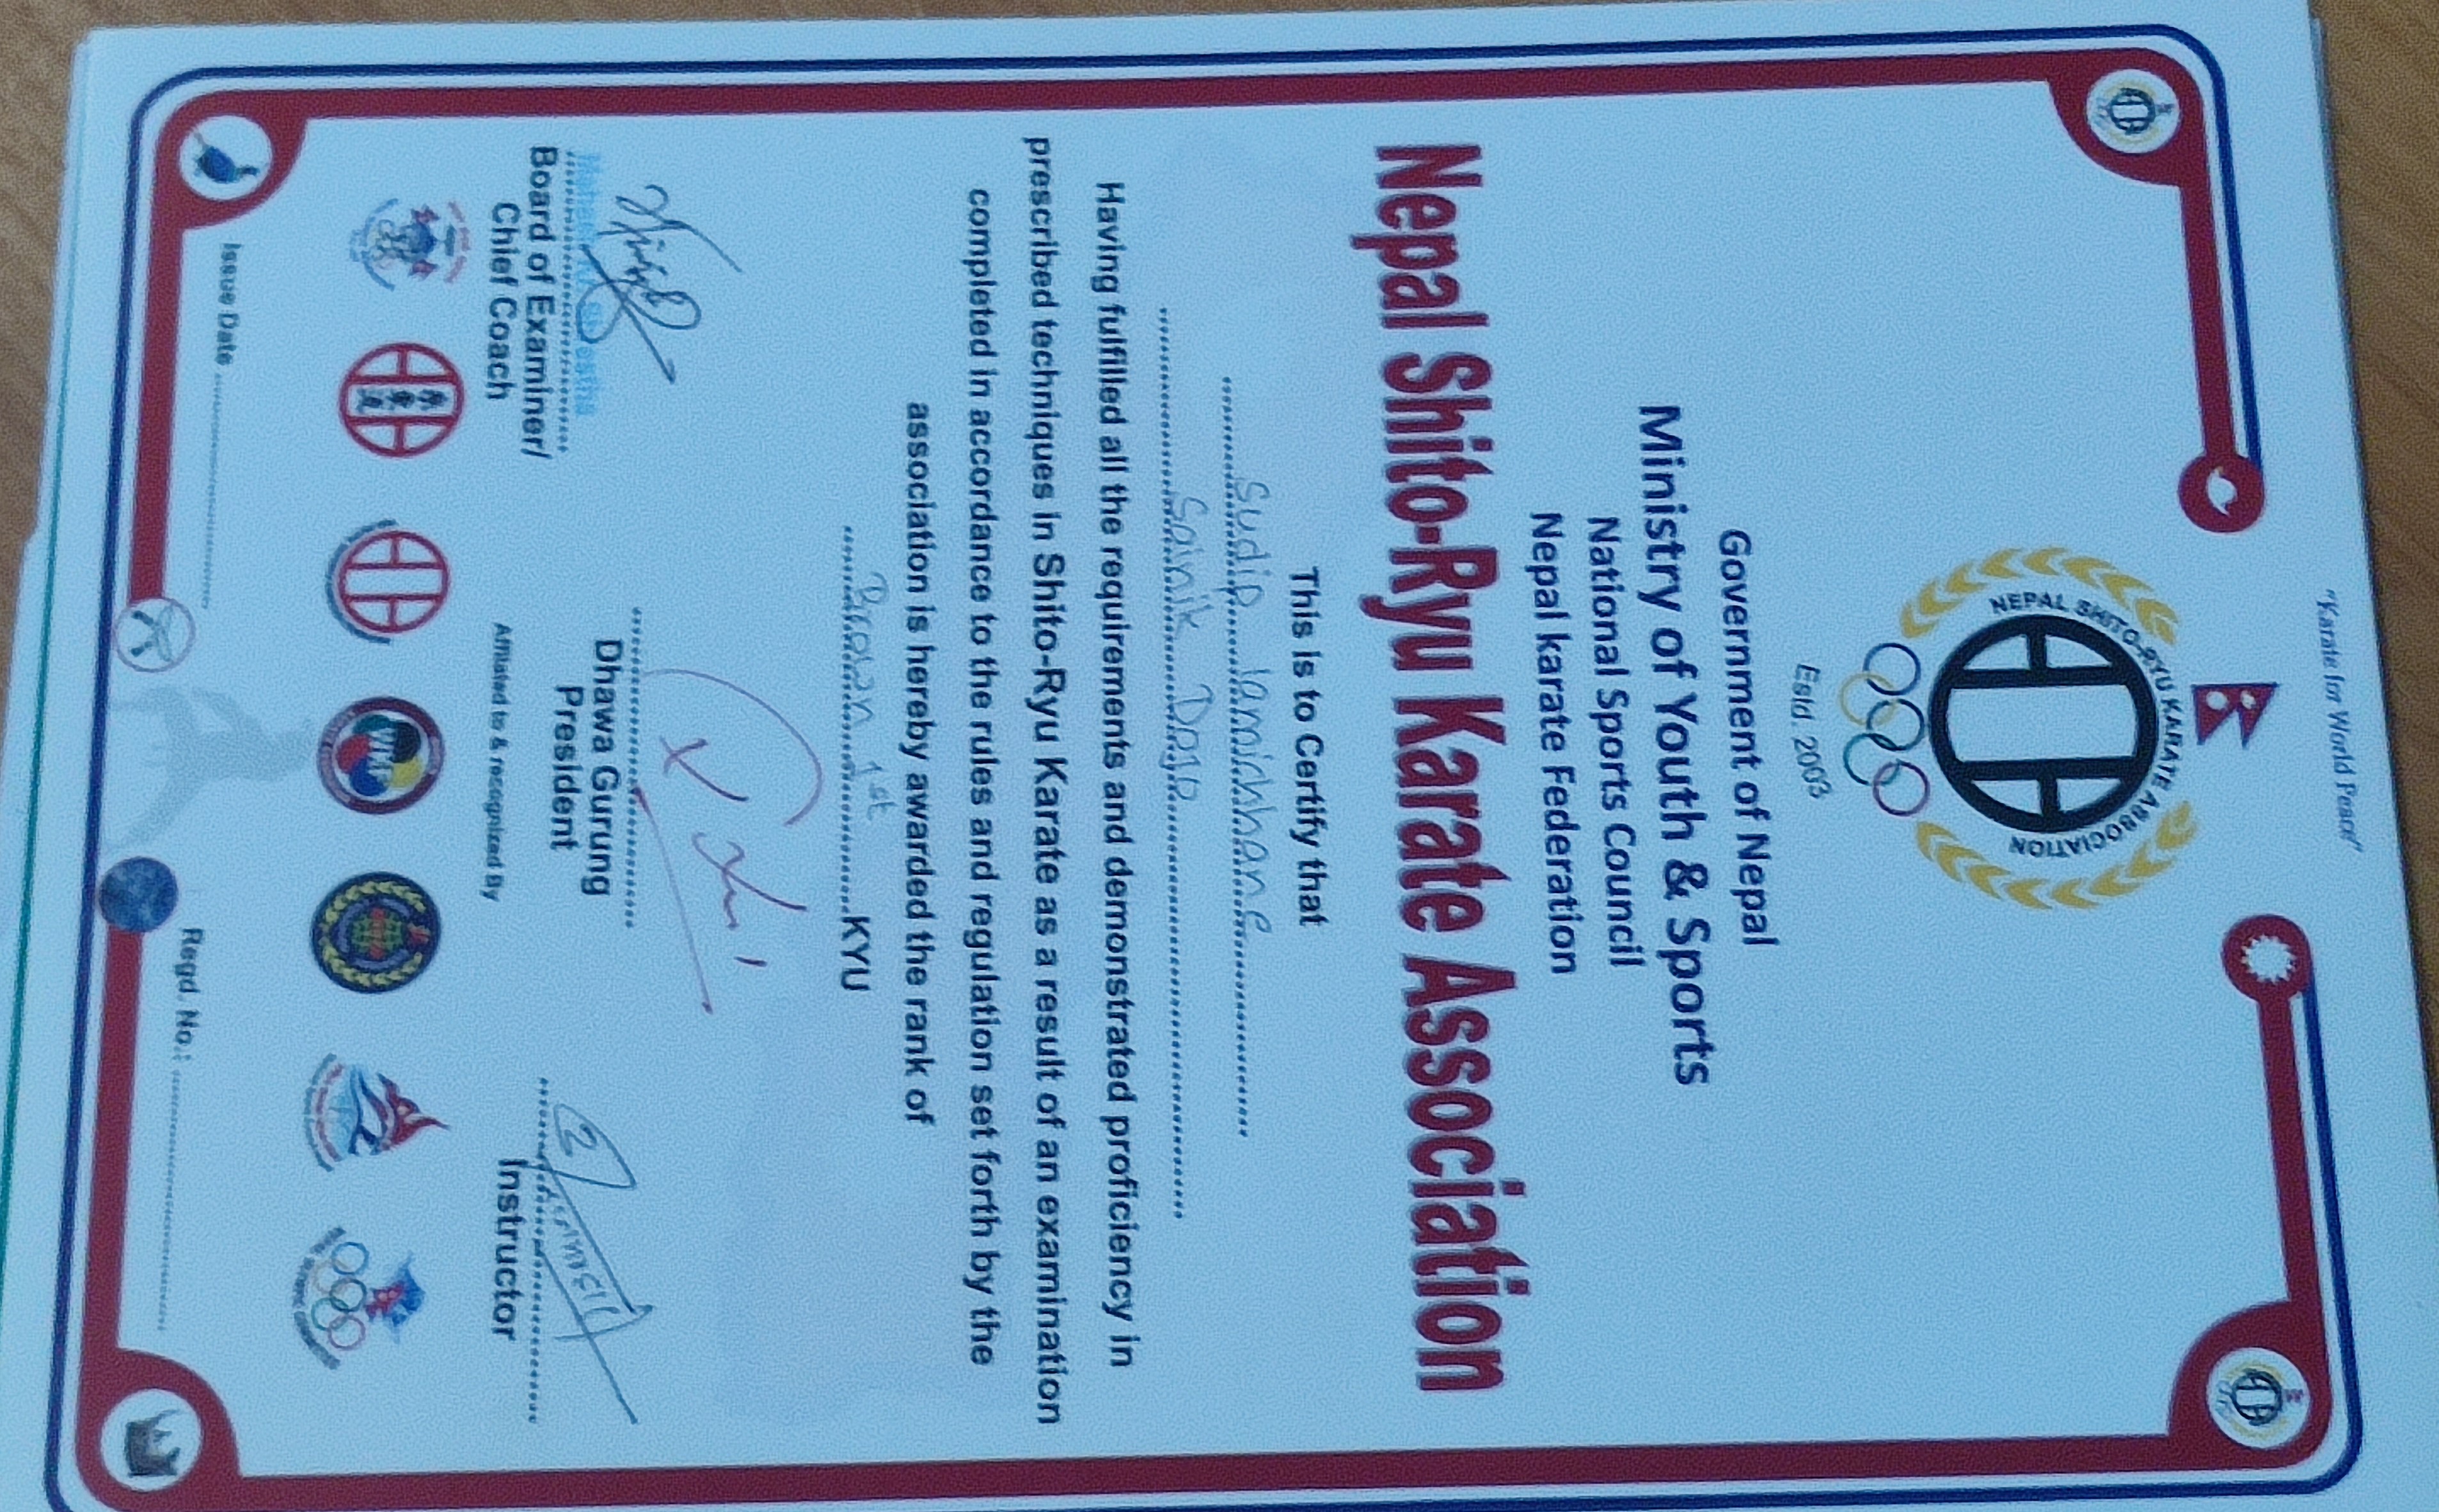 "Karate for World Peace"
NEPAL SHITO-RYU KARATE ASSOCIATION
Estd. 2003
Government of Nepal
Ministry of Youth & Sports
National Sports Council
Nepal karate Federation
Nepal Shito-Ryu Karate Association
This is to Certify that
Sudip lamichhane
Sainik Dojo
Having fulfilled all the requirements and demonstrated proficiency in
prescribed techniques in Shito-Ryu Karate as a result of an examination
completed in accordance to the rules and regulation set forth by the
association is hereby awarded the rank of
Brown 1st KYU
Board of Examiner/
Chief Coach
Dhawa Gurung
President
Instructor
Affiliated to & recognized By
WKF
Issue Date
Regd. No.: